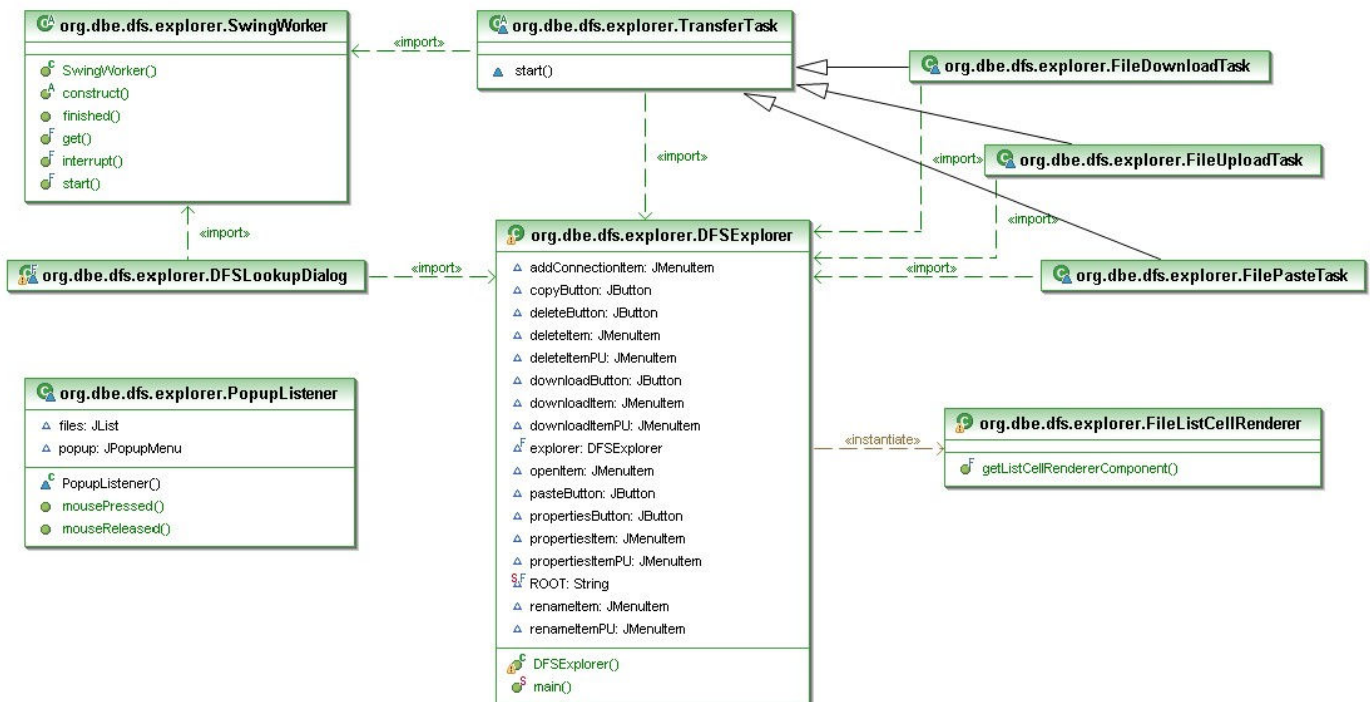 org.dbe.dfs.explorer.SwingWorker
SwingWorker()
construct()
finished()
get()
interrupt()
start()
«import»
org.dbe.dfs.explorer.TransferTask
start()
org.dbe.dfs.explorer.FileDownloadTask
«import»
«import»
org.dbe.dfs.explorer.FileUploadTask
«import»
«import»
org.dbe.dfs.explorer.DFSLookupDialog
«import»
org.dbe.dfs.explorer.DFSExplorer
addConnectionItem: JMenuItem
copyButton: JButton
deleteButton: JButton
deleteItem: JMenuItem
deleteItemPU: JMenuItem
downloadButton: JButton
downloadItem: JMenuItem
downloadItemPU: JMenuItem
explorer: DFSExplorer
openItem: JMenuItem
pasteButton: JButton
propertiesButton: JButton
propertiesItem: JMenuItem
propertiesItemPU: JMenuItem
ROOT: String
renameItem: JMenuItem
renameItemPU: JMenuItem
DFSExplorer()
main()
«import»
org.dbe.dfs.explorer.FilePasteTask
org.dbe.dfs.explorer.PopupListener
files: JList
popup: JPopupMenu
PopupListener()
mousePressed()
mouseReleased()
«instantiate»
org.dbe.dfs.explorer.FileListCellRenderer
getListCellRendererComponent()